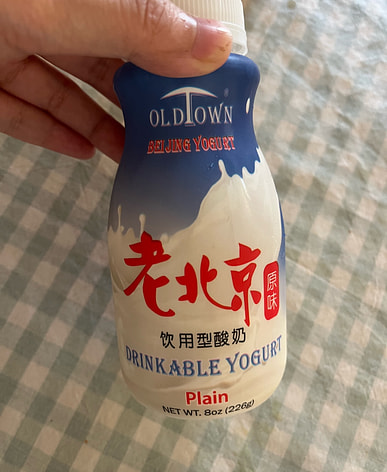 OLDTOWN
BEIJING YOGURT
老北京
原味
饮用型酸奶
DRINKABLE YOGURT
Plain
NET WT. 8oz (226g)